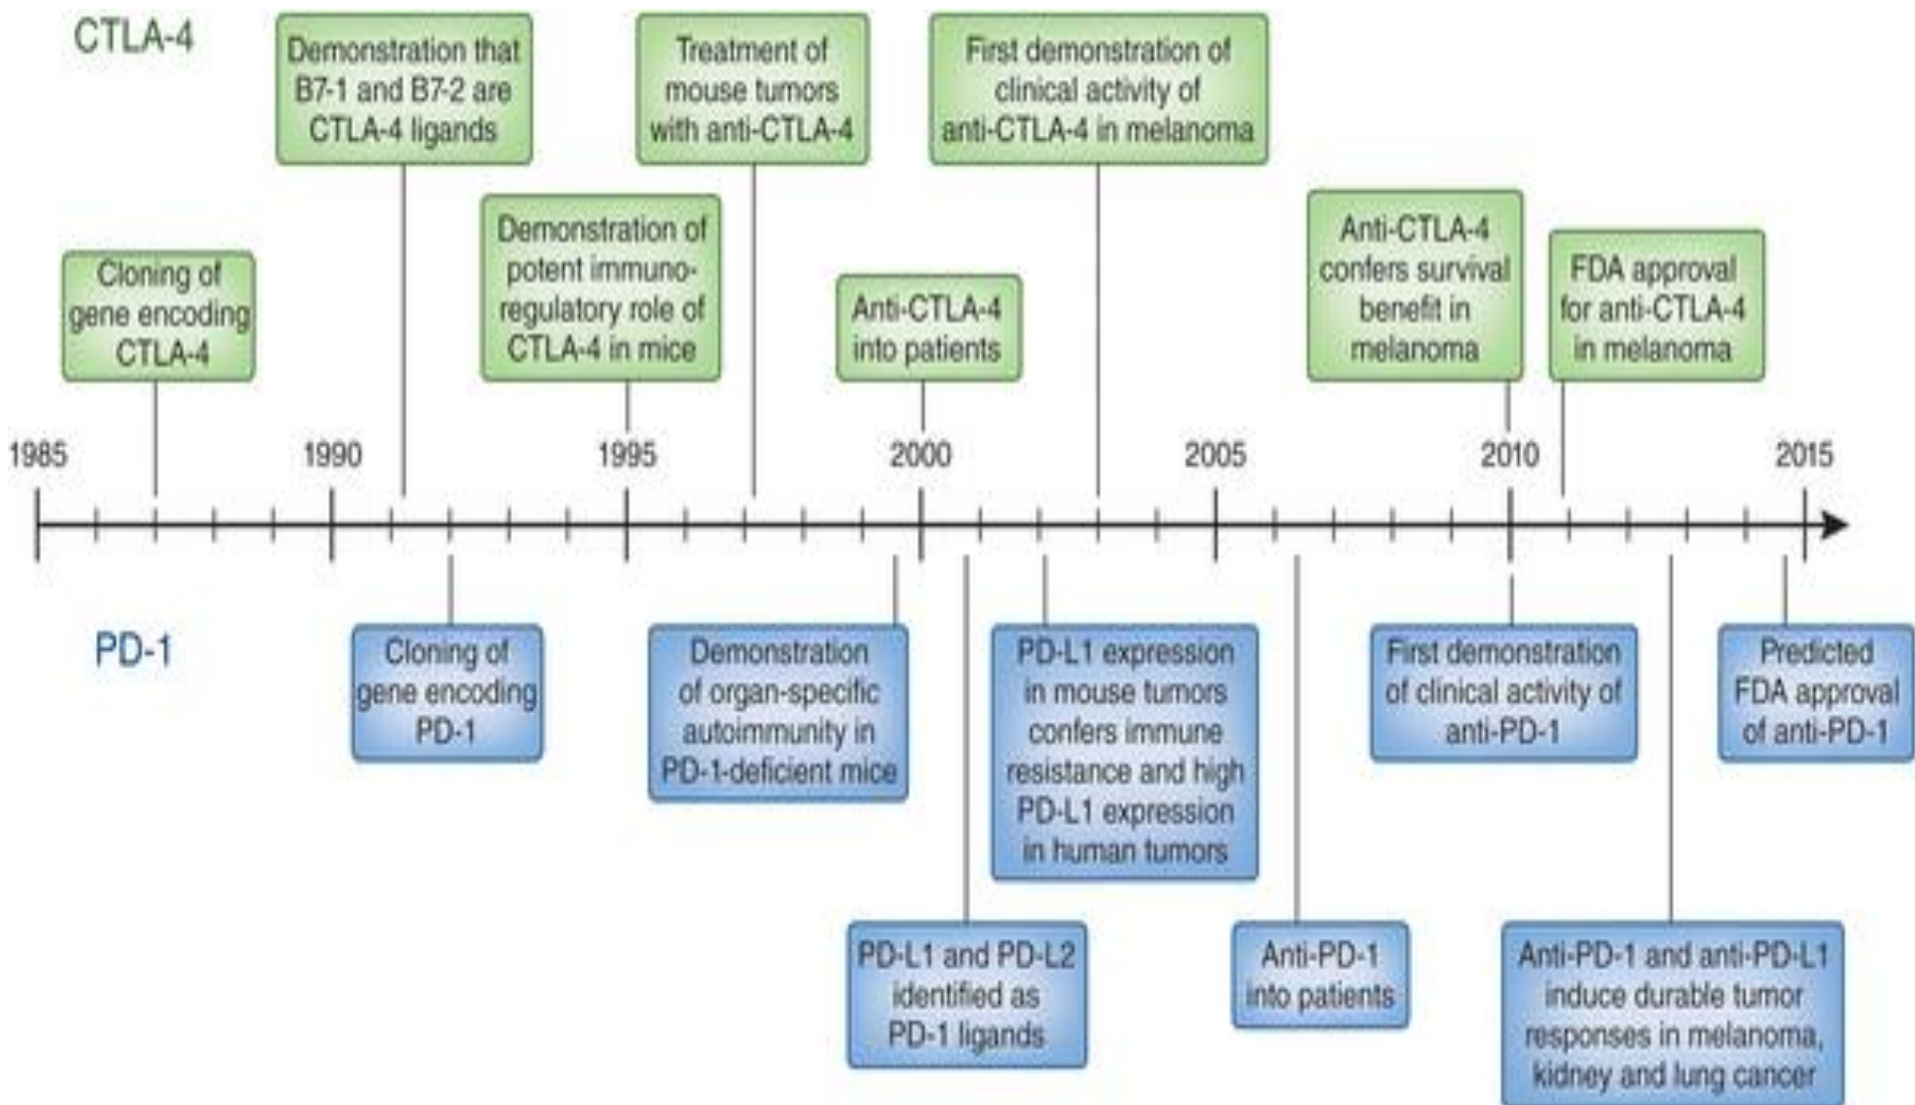 CTLA-4
Demonstration that
B7-1 and B7-2 are
CTLA-4 ligands
Treatment of
mouse tumors
with anti-CTLA-4
First demonstration of
clinical activity of
anti-CTLA-4 in melanoma
Cloning of
gene encoding
CTLA-4
Demonstration of
potent immuno-
regulatory role of
CTLA-4 in mice
Anti-CTLA-4
into patients
Anti-CTLA-4
confers survival
benefit in
melanoma
FDA approval
for anti-CTLA-4
in melanoma
1985
1990
1995
2000
2005
2010
2015
PD-1
Cloning of
gene encoding
PD-1
Demonstration
of organ-specific
autoimmunity in
PD-1-deficient mice
PD-L1 expression
in mouse tumors
confers immune
resistance and high
PD-L1 expression
in human tumors
First demonstration
of clinical activity of
anti-PD-1
Predicted
FDA approval
of anti-PD-1
PD-L1 and PD-L2
identified as
PD-1 ligands
Anti-PD-1
into patients
Anti-PD-1 and anti-PD-L1
induce durable tumor
responses in melanoma,
kidney and lung cancer